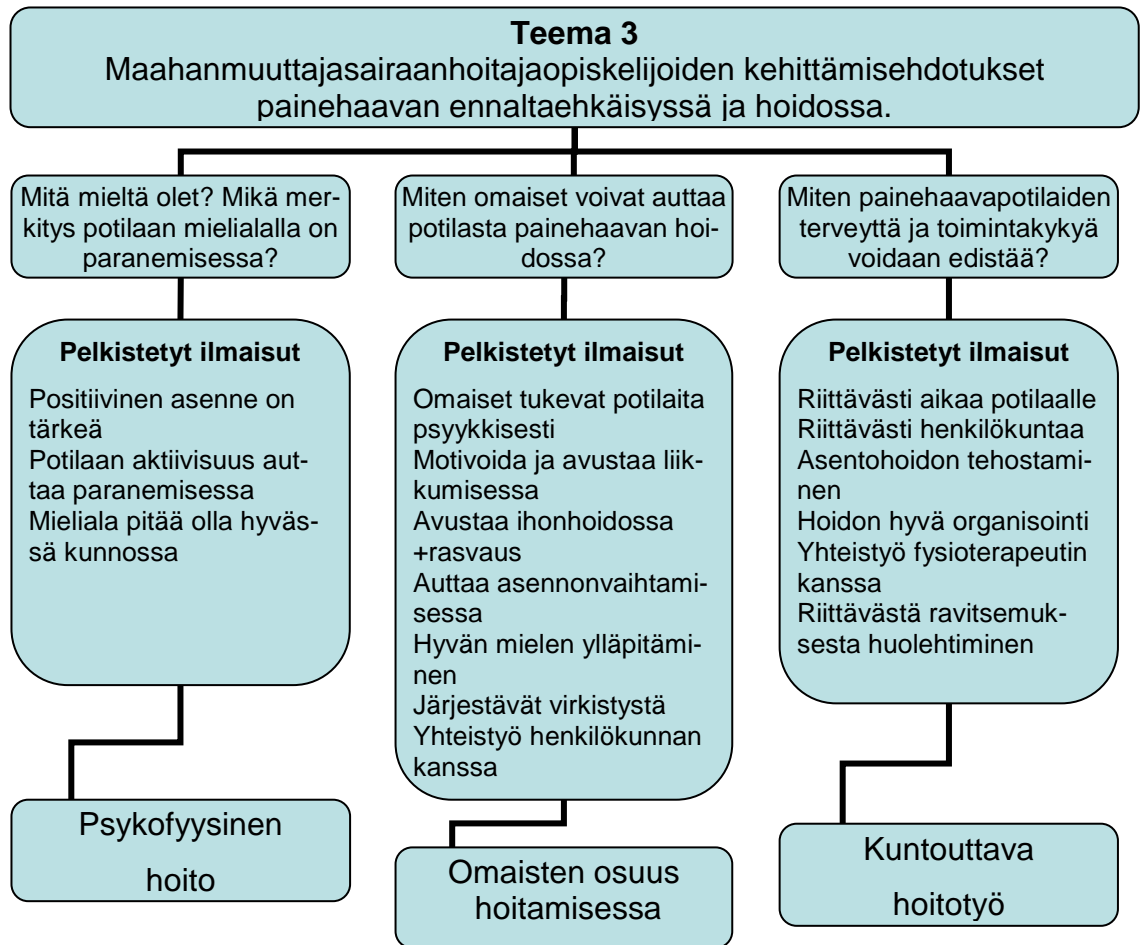 Teema 3
Maahanmuuttajasairaanhoitajaopiskelijoiden kehittämisehdotukset
painehaavan ennaltaehkäisyssä ja hoidossa.
Mitä mieltä olet? Mikä mer-
kitys potilaan mielialalla on
paranemisessa?
Miten omaiset voivat auttaa
potilasta painehaavan hoi-
dossa?
Miten painehaavapotilaiden
terveyttä ja toimintakykyä
voidaan edistää?
Pelkistetyt ilmaisut
Positiivinen asenne on
tärkeä
Potilaan aktiivisuus aut-
taa paranemisessa
Mieliala pitää olla hyväs-
sä kunnossa
Pelkistetyt ilmaisut
Omaiset tukevat potilaita
psyykkisesti
Motivoida ja avustaa liik-
kumisessa
Avustaa ihonhoidossa
+rasvaus
Auttaa asennonvaihtami-
sessa
Hyvän mielen ylläpitämi-
nen
Järjestävät virkistystä
Yhteistyö henkilökunnan
kanssa
Pelkistetyt ilmaisut
Riittävästi aikaa potilaalle
Riittävästi henkilökuntaa
Asentohoidon tehostami-
nen
Hoidon hyvä organisointi
Yhteistyö fysioterapeutin
kanssa
Riittävästä ravitsemuk-
sesta huolehtiminen
Psykofyysinen
hoito
Omaisten osuus
hoitamisessa
Kuntouttava
hoitotyö